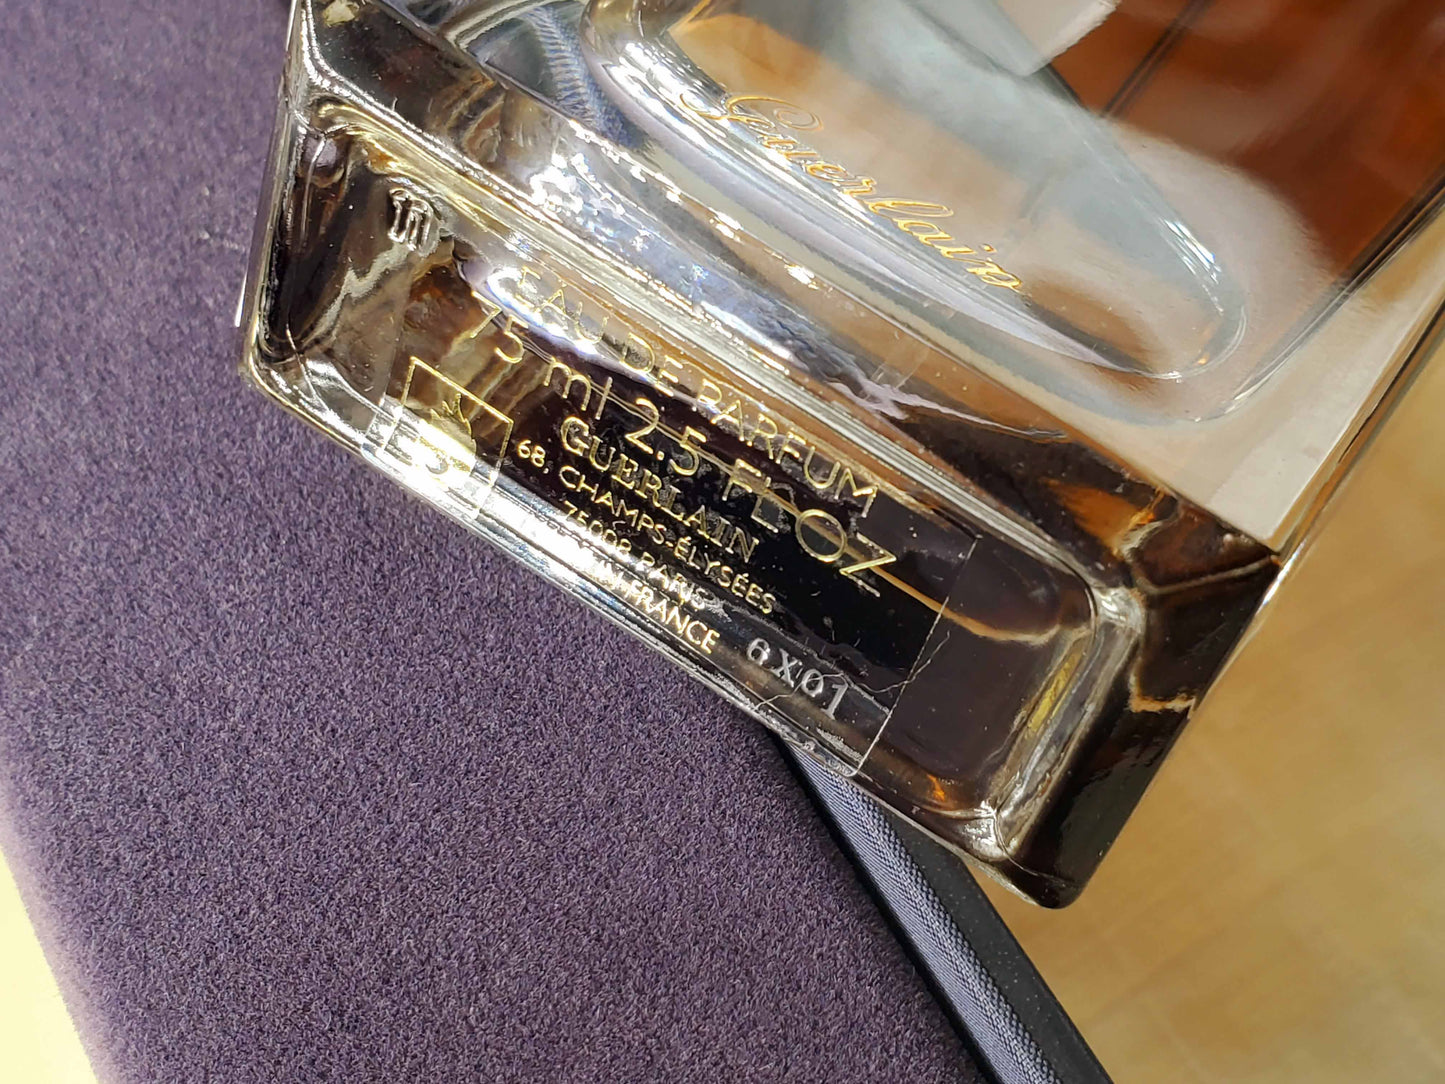 Guerlain
EAU DE PARFUM
75 ml 2.5 FL OZ
GUERLAIN
68, CHAMPS-ÉLYSÉES
75008 PARIS
FRANCE
6X01